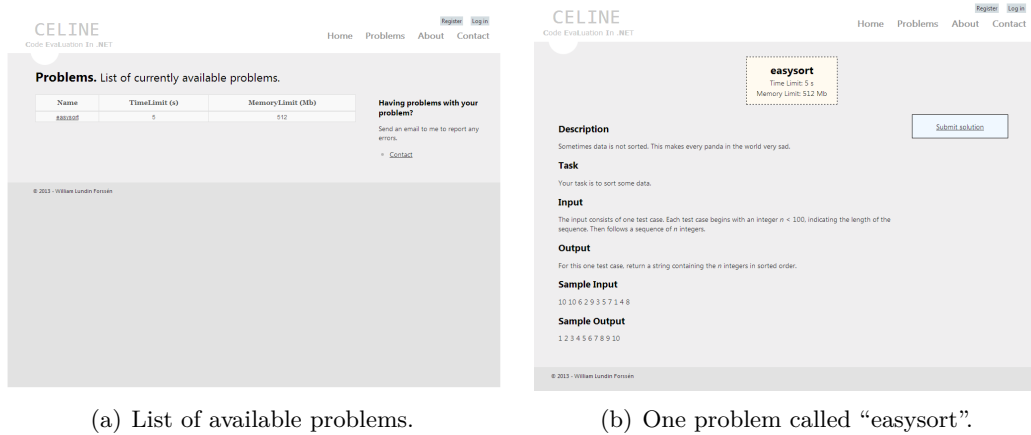 CELINE
Code EvaLuation In .NET
Register Log in
Home Problems About Contact
Problems. List of currently available problems.
Name TimeLimit (s) MemoryLimit (Mb)
easysort 5 512
Having problems with your
problem?
Send an email to me to report any
errors.
Contact
© 2013 - William Lundin Forssén
(a) List of available problems.
CELINE
Code EvaLuation In .NET
Register Log in
Home Problems About Contact
easysort
Time Limit: 5 s
Memory Limit: 512 Mb
Submit solution
Description
Sometimes data is not sorted. This makes every panda in the world very sad.
Task
Your task is to sort some data.
Input
The input consists of one test case. Each test case begins with an integer n < 100, indicating the length of the
sequence. Then follows a sequence of n integers.
Output
For this one test case, return a string containing the n integers in sorted order.
Sample Input
10 10 6 2 9 3 5 7 1 4 8
Sample Output
1 2 3 4 5 6 7 8 9 10
© 2013 - William Lundin Forssén
(b) One problem called “easysort”.